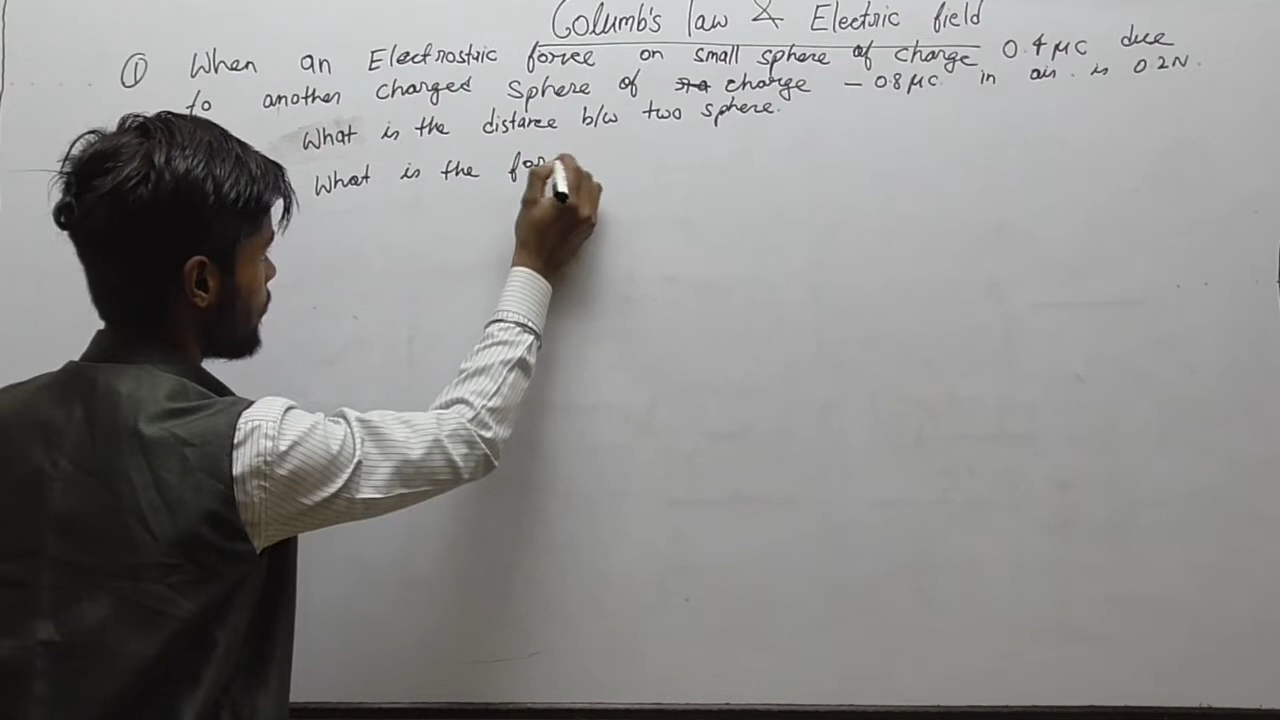 Columb's law & Electric field
① When an Electrostatic force on small sphere of charge 0.4 μC due
to another charged sphere of charge - 0.8 μC in air is 0.2N.
What is the distance b/w two sphere.
What is the for